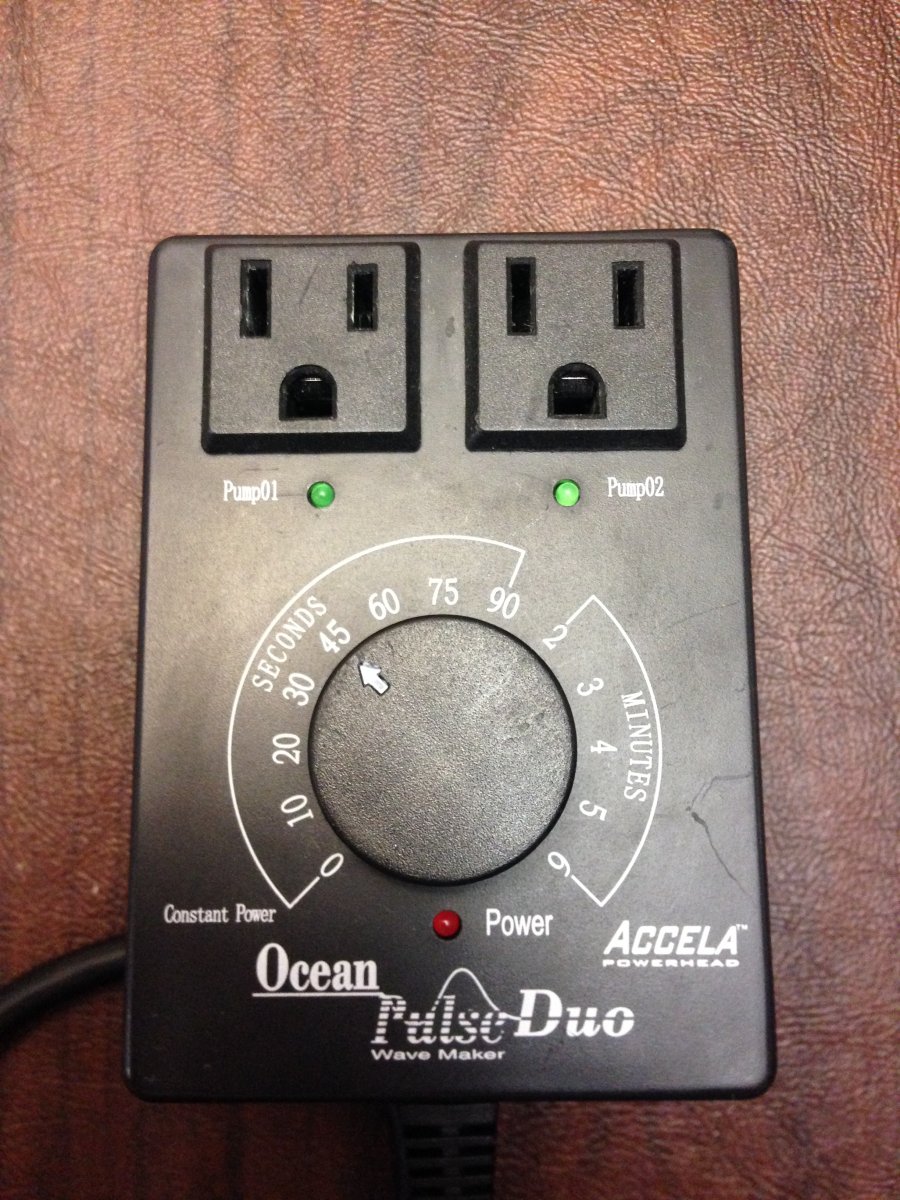 Pump01
Pump02
SECONDS
0 10 20 30 45 60 75 90
2 3 4 5 6
MINUTES
Constant Power
Power
ACCELA™
POWERHEAD
Ocean
Pulse Duo
Wave Maker